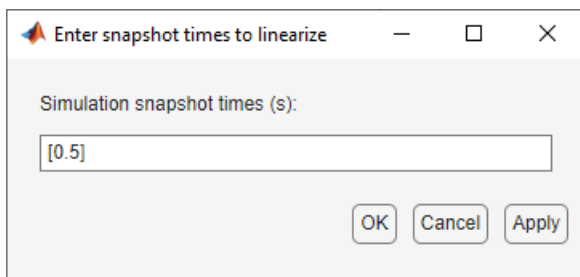 Enter snapshot times to linearize
Simulation snapshot times (s):
[0.5]
OK Cancel Apply